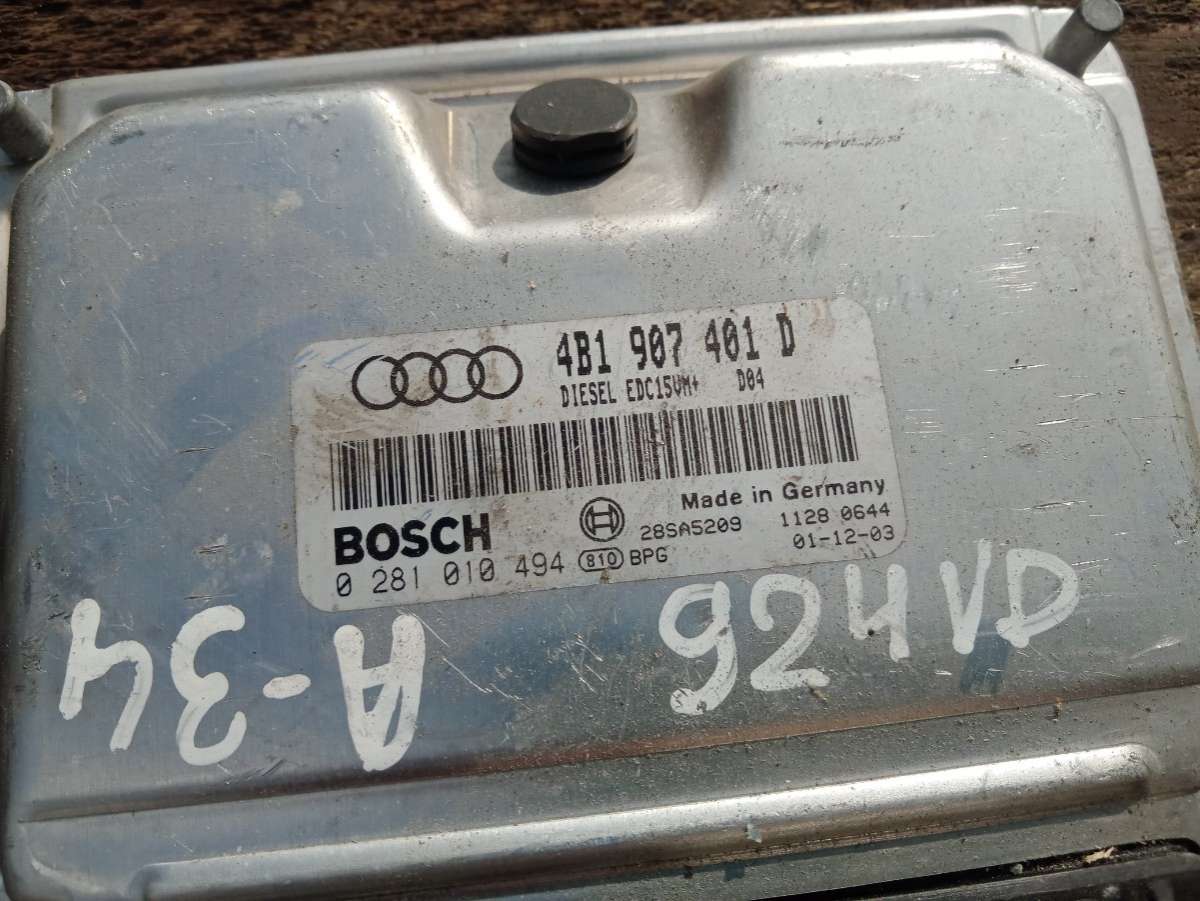 4B1 907 401 D
DIESEL EDC15VM+ D04
Made in Germany
BOSCH 28SA5209 1128 0644
0 281 010 494 810 BPG 01-12-03
A-34